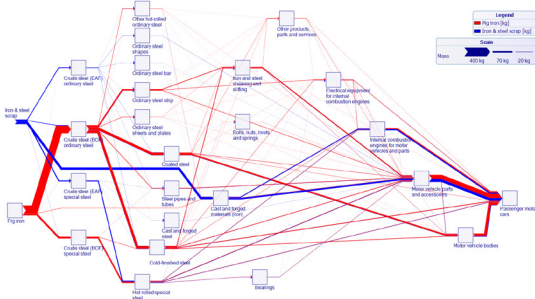 Other hot-rolled
ordinary steel
Other products,
parts and services
Legend
Pig iron [kg]
Iron & steel scrap [kg]
Scale
Mass
400 kg
70 kg
20 kg
Ordinary steel
shapes
Crude steel (EAF)
ordinary steel
Ordinary steel bar
Iron and steel
shearing and
slitting
Ordinary steel strip
Electrical equipment
for internal
combustion engines
Iron & steel
scrap
Crude steel (BOF)
ordinary steel
Ordinary steel
sheets and plates
Bolts, nuts, rivets
and springs
Internal combustion
engines for motor
vehicles and parts
Coated steel
Crude steel (EAF)
special steel
Steel pipes and
tubes
Cast and forged
materials (iron)
Motor vehicle parts
and accessories
Passenger motor
cars
Pig iron
Cast and forged
steel
Crude steel (BOF)
special steel
Cold-finished steel
Motor vehicle bodies
Hot rolled special
steel
Bearings